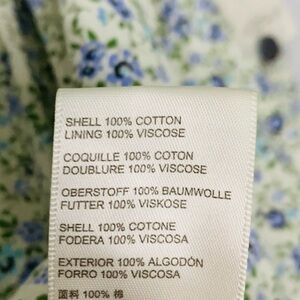 SHELL 100% COTTON
LINING 100% VISCOSE
COQUILLE 100% COTON
DOUBLURE 100% VISCOSE
OBERSTOFF 100% BAUMWOLLE
FUTTER 100% VISKOSE
SHELL 100% COTONE
FODERA 100% VISCOSA
EXTERIOR 100% ALGODÓN
FORRO 100% VISCOSA
面料 100% 棉